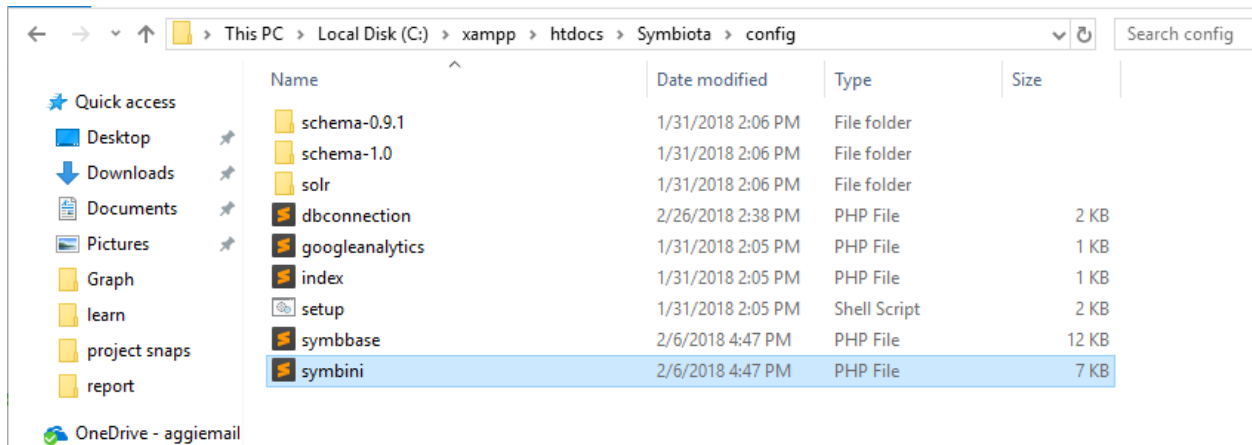 This PC > Local Disk (C:) > xampp > htdocs > Symbiota > config
Search config
Name Date modified Type Size
Quick access
Desktop
Downloads
Documents
Pictures
Graph
learn
project snaps
report
OneDrive - aggiemail
schema-0.9.1 1/31/2018 2:06 PM File folder
schema-1.0 1/31/2018 2:06 PM File folder
solr 1/31/2018 2:06 PM File folder
dbconnection 2/26/2018 2:38 PM PHP File 2 KB
googleanalytics 1/31/2018 2:05 PM PHP File 1 KB
index 1/31/2018 2:05 PM PHP File 1 KB
setup 1/31/2018 2:05 PM Shell Script 2 KB
symbbase 2/6/2018 4:47 PM PHP File 12 KB
symbini 2/6/2018 4:47 PM PHP File 7 KB